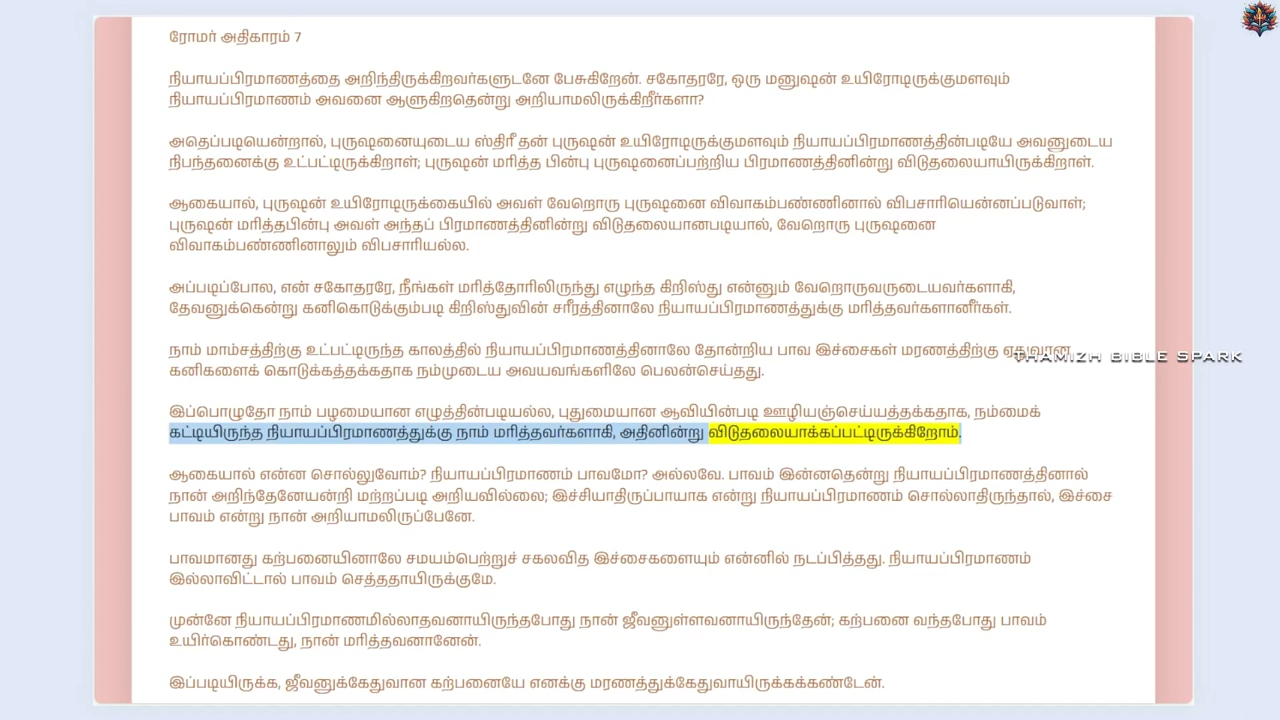 ரோமர் அதிகாரம் 7
நியாயப்பிரமாணத்தை அறிந்திருக்கிறவர்களுடனே பேசுகிறேன். சகோதரரே, ஒரு மனுஷன் உயிரோடிருக்குமளவும்
நியாயப்பிரமாணம் அவனை ஆளுகிறதென்று அறியாமலிருக்கிறீர்களா?
அதெப்படியென்றால், புருஷனையுடைய ஸ்திரீ தன் புருஷன் உயிரோடிருக்குமளவும் நியாயப்பிரமாணத்தின்படியே அவனுடைய
நிபந்தனைக்கு உட்பட்டிருக்கிறாள்; புருஷன் மரித்த பின்பு புருஷனைப்பற்றிய பிரமாணத்தினின்று விடுதலையாயிருக்கிறாள்.
ஆகையால், புருஷன் உயிரோடிருக்கையில் அவள் வேறொரு புருஷனை விவாகம்பண்ணினால் விபசாரியென்னப்படுவாள்;
புருஷன் மரித்தபின்பு அவள் அந்தப் பிரமாணத்தினின்று விடுதலையானபடியால், வேறொரு புருஷனை
விவாகம்பண்ணினாலும் விபசாரியல்ல.
அப்படிப்போல, என் சகோதரரே, நீங்கள் மரித்தோரிலிருந்து எழுந்த கிறிஸ்து என்னும் வேறொருவருடையவர்களாகி,
தேவனுக்கென்று கனிகொடுக்கும்படி கிறிஸ்துவின் சரீரத்தினாலே நியாயப்பிரமாணத்துக்கு மரித்தவர்களானீர்கள்.
நாம் மாம்சத்திற்கு உட்பட்டிருந்த காலத்தில் நியாயப்பிரமாணத்தினாலே தோன்றிய பாவ இச்சைகள் மரணத்திற்கு ஏதுவான
THAMIZH BIBLE SPARK
கனிகளைக் கொடுக்கத்தக்கதாக நம்முடைய அவயவங்களிலே பெலன்செய்தது.
இப்பொழுதோ நாம் பழமையான எழுத்தின்படியல்ல, புதுமையான ஆவியின்படி ஊழியஞ்செய்யத்தக்கதாக, நம்மைக்
கட்டியிருந்த நியாயப்பிரமாணத்துக்கு நாம் மரித்தவர்களாகி, அதினின்று விடுதலையாக்கப்பட்டிருக்கிறோம்.
ஆகையால் என்ன சொல்லுவோம்? நியாயப்பிரமாணம் பாவமோ? அல்லவே. பாவம் இன்னதென்று நியாயப்பிரமாணத்தினால்
நான் அறிந்தேனேயன்றி மற்றப்படி அறியவில்லை; இச்சியாதிருப்பாயாக என்று நியாயப்பிரமாணம் சொல்லாதிருந்தால், இச்சை
பாவம் என்று நான் அறியாமலிருப்பேனே.
பாவமானது கற்பனையினாலே சமயம்பெற்றுச் சகலவித இச்சைகளையும் என்னில் நடப்பித்தது. நியாயப்பிரமாணம்
இல்லாவிட்டால் பாவம் செத்ததாயிருக்குமே.
முன்னே நியாயப்பிரமாணமில்லாதவனாயிருந்தபோது நான் ஜீவனுள்ளவனாயிருந்தேன்; கற்பனை வந்தபோது பாவம்
உயிர்கொண்டது, நான் மரித்தவனானேன்.
இப்படியிருக்க, ஜீவனுக்கேதுவான கற்பனையே எனக்கு மரணத்துக்கேதுவாயிருக்கக்கண்டேன்.